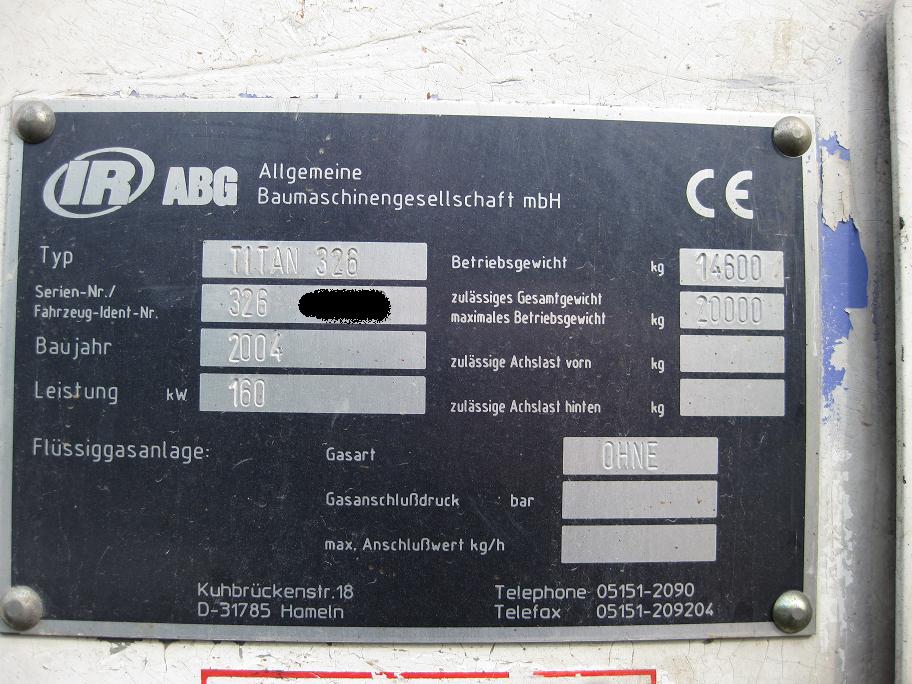 IR ABG Allgemeine
Baumaschinengesellschaft mbH
CE
Typ TITAN 326
Serien-Nr./
Fahrzeug-Ident-Nr. 326
Baujahr 2004
Leistung kW 160
Betriebsgewicht kg 14600
zulässiges Gesamtgewicht
maximales Betriebsgewicht kg 20000
zulässige Achslast vorn kg
zulässige Achslast hinten kg
Flüssiggasanlage: Gasart OHNE
Gasanschlußdruck bar
max. Anschlußwert kg/h
Kuhbrückenstr.18
D-31785 Hameln
Telephone 05151-2090
Telefax 05151-209204